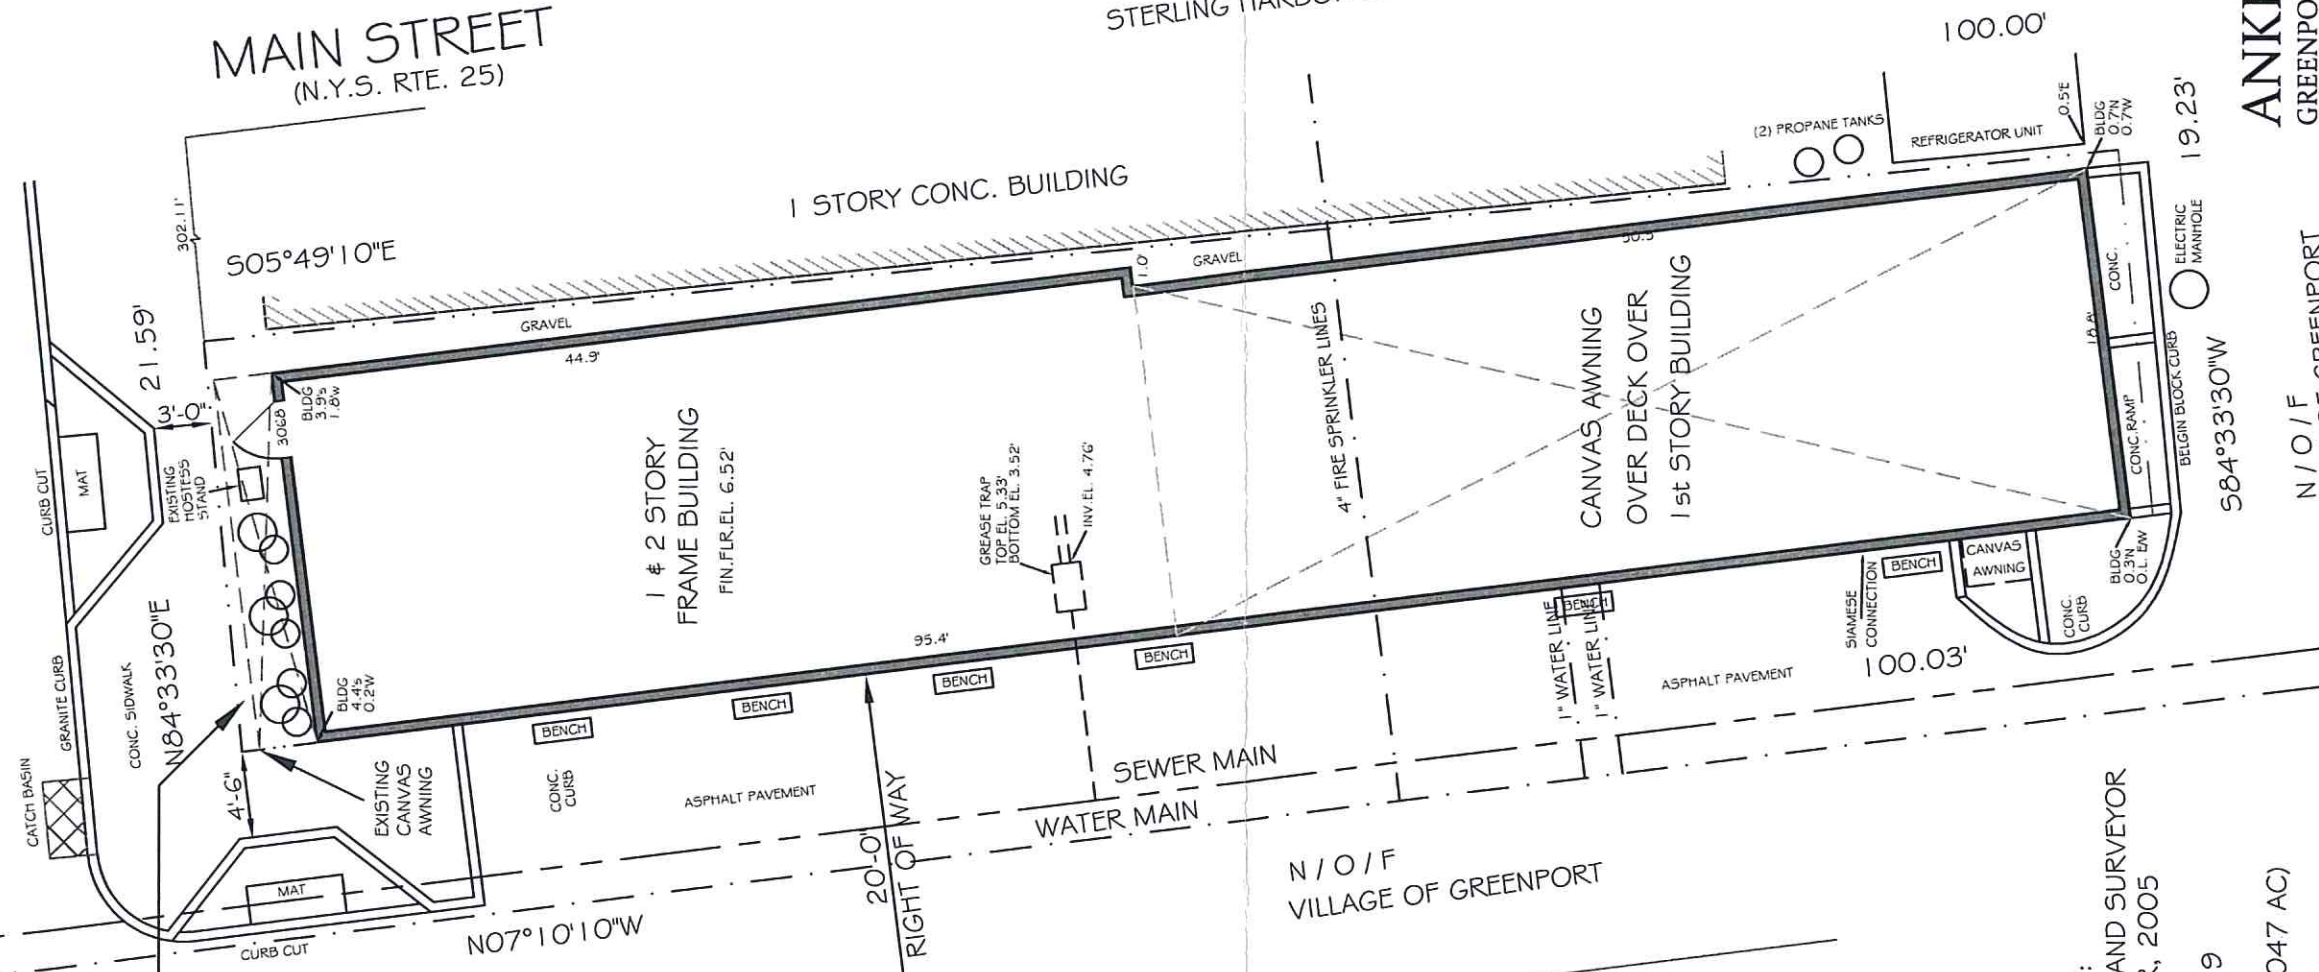 MAIN STREET
(N.Y.S. RTE. 25)
100.00'
302.11'
S05°49'10"E
1 STORY CONC. BUILDING
(2) PROPANE TANKS
REFRIGERATOR UNIT
0.5'E
BLDG
0.7'N
0.7'W
19.23'
GREENPO
GRAVEL
GRAVEL
1.0'
44.9'
21.59'
3'-0"
3068
BLDG
3.9's
1.8'w
CURB CUT
MAT
EXISTING
HOSTESS
STAND
1 & 2 STORY
FRAME BUILDING
FIN.FLR.EL. 6.52'
GREASE TRAP
TOP EL. 5.33'
BOTTOM EL. 3.52'
INV.EL. 4.76'
4" FIRE SPRINKLER LINES
CANVAS AWNING
OVER DECK OVER
1st STORY BUILDING
18.8'
CONC.
CONC.RAMP
ELECTRIC
MANHOLE
BELGIN BLOCK CURB
S84°33'30"W
N / O / F
GREENPORT
GRANITE CURB
CONC. SIDWALK
N84°33'30"E
BLDG
4.4's
0.2'W
95.4'
BENCH
BENCH
BENCH
BENCH
BENCH
BENCH
CANVAS
AWNING
SIAMESE
CONNECTION
CONC.
CURB
BLDG
0.3'N
1" WATER LINE
1" WATER LINE
ASPHALT PAVEMENT
100.03'
CATCH BASIN
4'-6"
EXISTING
CANVAS
AWNING
CONC.
CURB
ASPHALT PAVEMENT
SEWER MAIN
WATER MAIN
20'-0"
RIGHT OF WAY
N / O / F
VILLAGE OF GREENPORT
MAT
CURB CUT
N07°10'10"W
AND SURVEYOR
, 2005
9
047 AC)